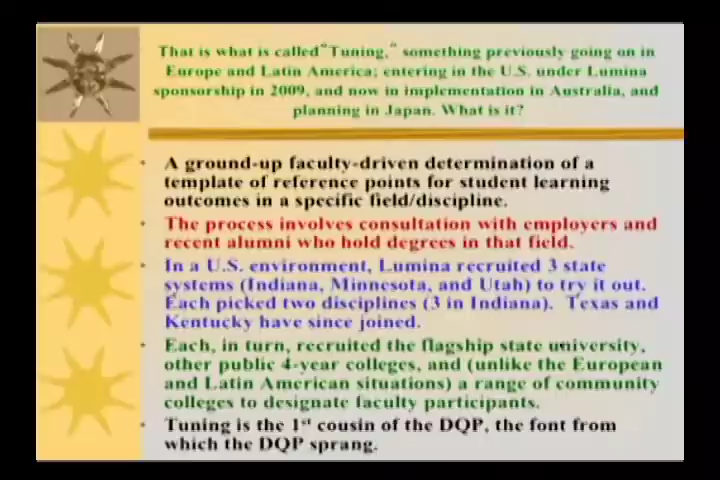 That is what is called "Tuning," something previously going on in
Europe and Latin America; entering in the U.S. under Lumina
sponsorship in 2009, and now in implementation in Australia, and
planning in Japan. What is it?
• A ground-up faculty-driven determination of a
template of reference points for student learning
outcomes in a specific field/discipline.
• The process involves consultation with employers and
recent alumni who hold degrees in that field.
• In a U.S. environment, Lumina recruited 3 state
systems (Indiana, Minnesota, and Utah) to try it out.
Each picked two disciplines (3 in Indiana). Texas and
Kentucky have since joined.
• Each, in turn, recruited the flagship state university,
other public 4-year colleges, and (unlike the European
and Latin American situations) a range of community
colleges to designate faculty participants.
• Tuning is the 1st cousin of the DQP, the font from
which the DQP sprang.